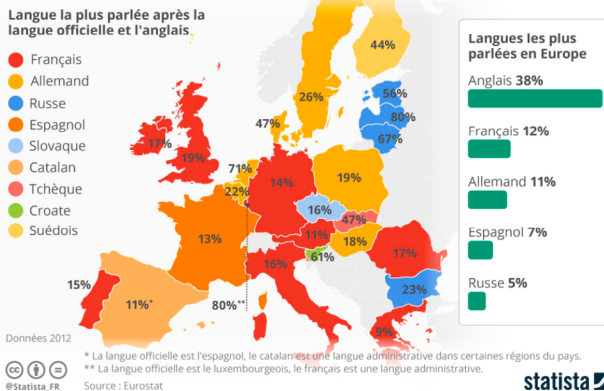 Langue la plus parlée après la
langue officielle et l'anglais
Français
Allemand
Russe
Espagnol
Slovaque
Catalan
Tchèque
Croate
Suédois
44%
26%
56%
80%
67%
47%
17%
19%
71%
22%
14%
19%
16%
47%
13%
11%
18%
61%
16%
17%
23%
15%
11%*
80%**
9%
Langues les plus
parlées en Europe
Anglais 38%
Français 12%
Allemand 11%
Espagnol 7%
Russe 5%
Données 2012
* La langue officielle est l'espagnol, le catalan est une langue administrative dans certaines régions du pays.
** La langue officielle est le luxembourgeois, le français est une langue administrative.
@Statista_FR
Source : Eurostat
statista